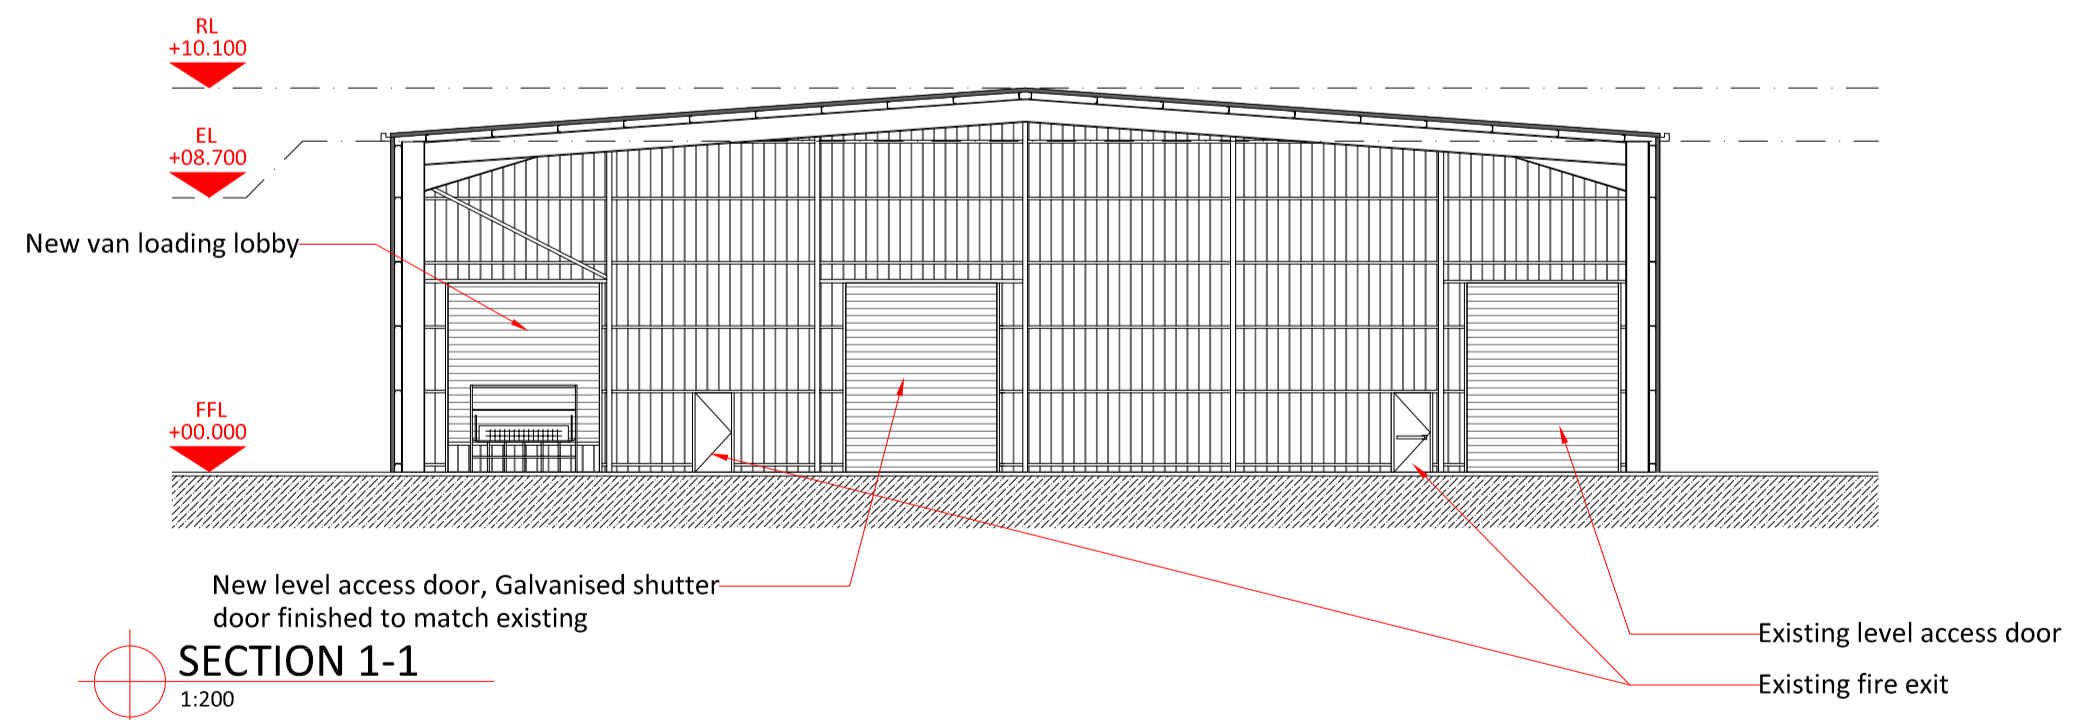 RL
+10.100
EL
+08.700
New van loading lobby
FFL
+00.000
New level access door, Galvanised shutter
door finished to match existing
Existing level access door
Existing fire exit
SECTION 1-1
1:200